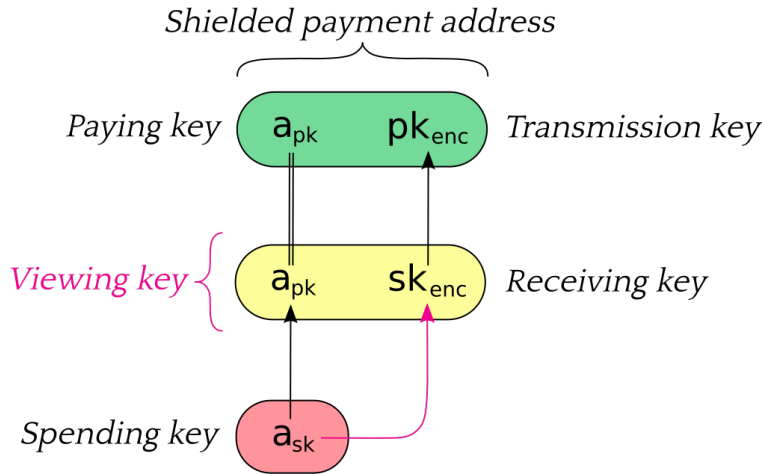 Shielded payment address
Paying key a_pk pk_enc Transmission key
Viewing key a_pk sk_enc Receiving key
Spending key a_sk